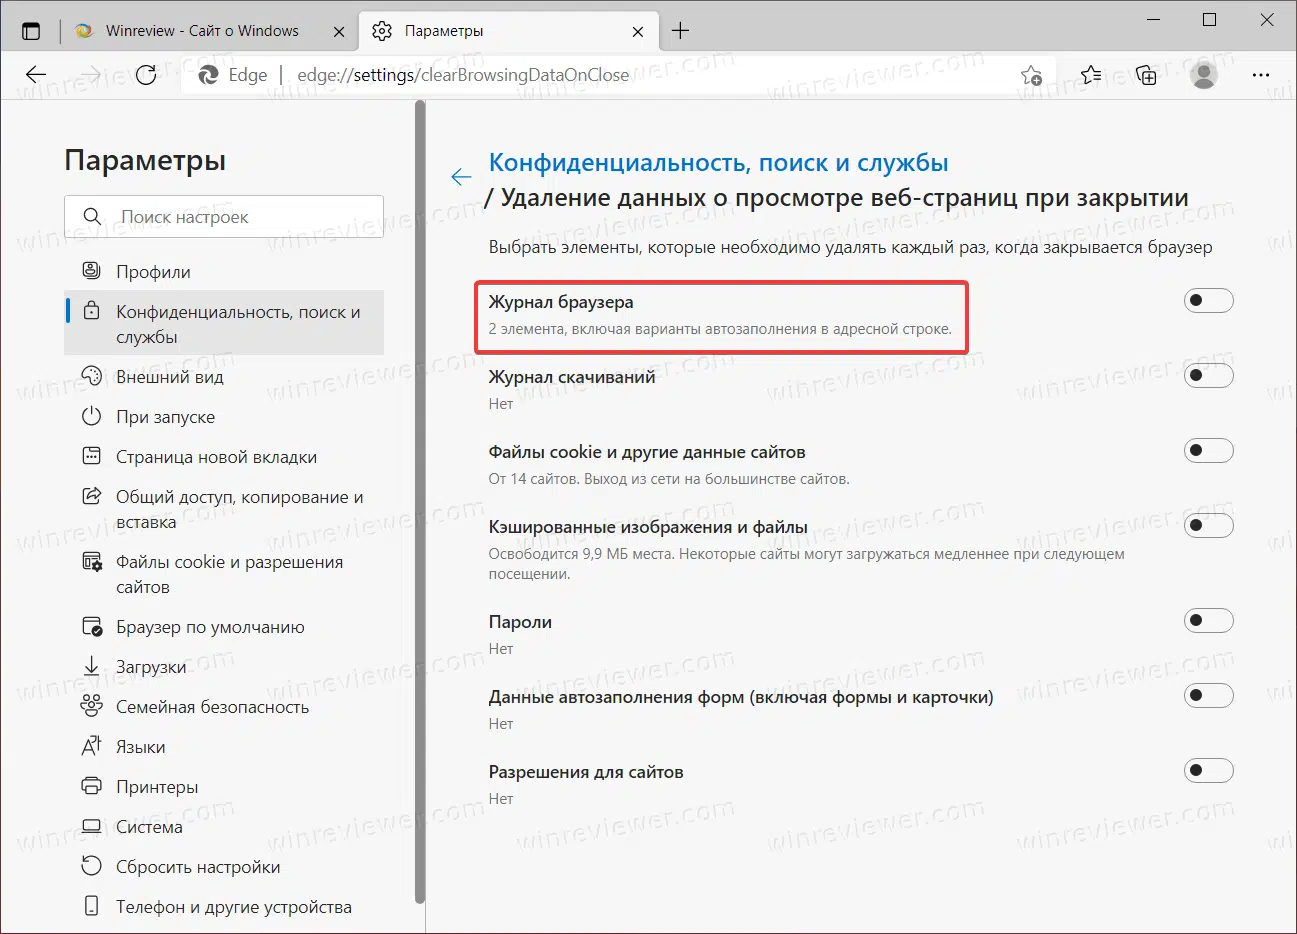 Winreview - Сайт о Windows
Параметры
Edge
edge://settings/clearBrowsingDataOnClose
Параметры
Поиск настроек
Профили
Конфиденциальность, поиск и
службы
Внешний вид
При запуске
Страница новой вкладки
Общий доступ, копирование и
вставка
Файлы cookie и разрешения
сайтов
Браузер по умолчанию
Загрузки
Семейная безопасность
Языки
Принтеры
Система
Сбросить настройки
Телефон и другие устройства
Конфиденциальность, поиск и службы
/ Удаление данных о просмотре веб-страниц при закрытии
Выбрать элементы, которые необходимо удалять каждый раз, когда закрывается браузер
Журнал браузера
2 элемента, включая варианты автозаполнения в адресной строке.
Журнал скачиваний
Нет
Файлы cookie и другие данные сайтов
От 14 сайтов. Выход из сети на большинстве сайтов.
Кэшированные изображения и файлы
Освободится 9,9 МБ места. Некоторые сайты могут загружаться медленнее при следующем
посещении.
Пароли
Нет
Данные автозаполнения форм (включая формы и карточки)
Нет
Разрешения для сайтов
Нет
winreviewer.com